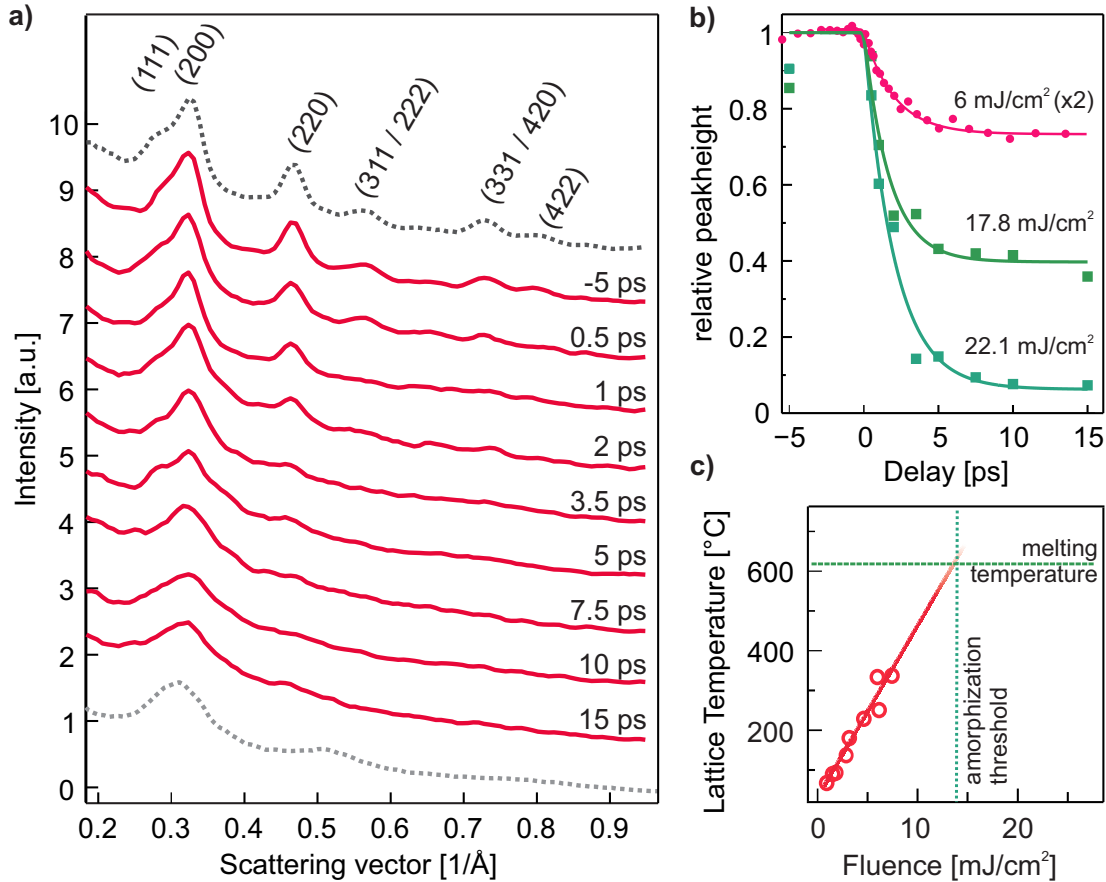 a)
(111)
(200)
(220)
(311 / 222)
(331 / 420)
(422)
10
9
8
7
6
5
4
3
2
1
0
Intensity [a.u.]
-5 ps
0.5 ps
1 ps
2 ps
3.5 ps
5 ps
7.5 ps
10 ps
15 ps
0.2 0.3 0.4 0.5 0.6 0.7 0.8 0.9
Scattering vector [1/Å]
b)
1
0.8
0.6
0.4
0.2
0
relative peakheight
6 mJ/cm² (x2)
17.8 mJ/cm²
22.1 mJ/cm²
-5 0 5 10 15
Delay [ps]
c)
600
400
200
0
Lattice Temperature [°C]
melting
temperature
amorphization
threshold
0 10 20
Fluence [mJ/cm²]